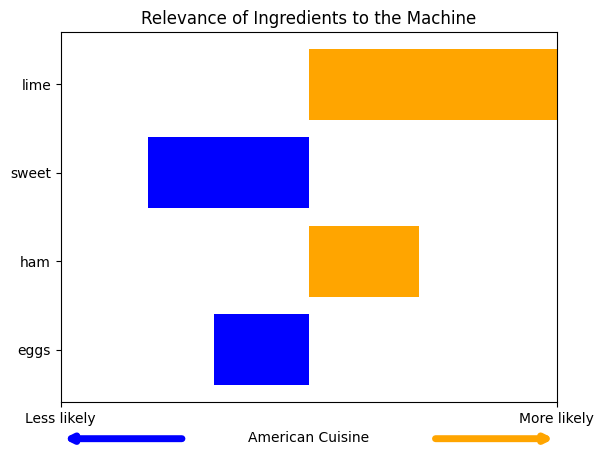 Relevance of Ingredients to the Machine
lime
sweet
ham
eggs
Less likely
More likely
American Cuisine